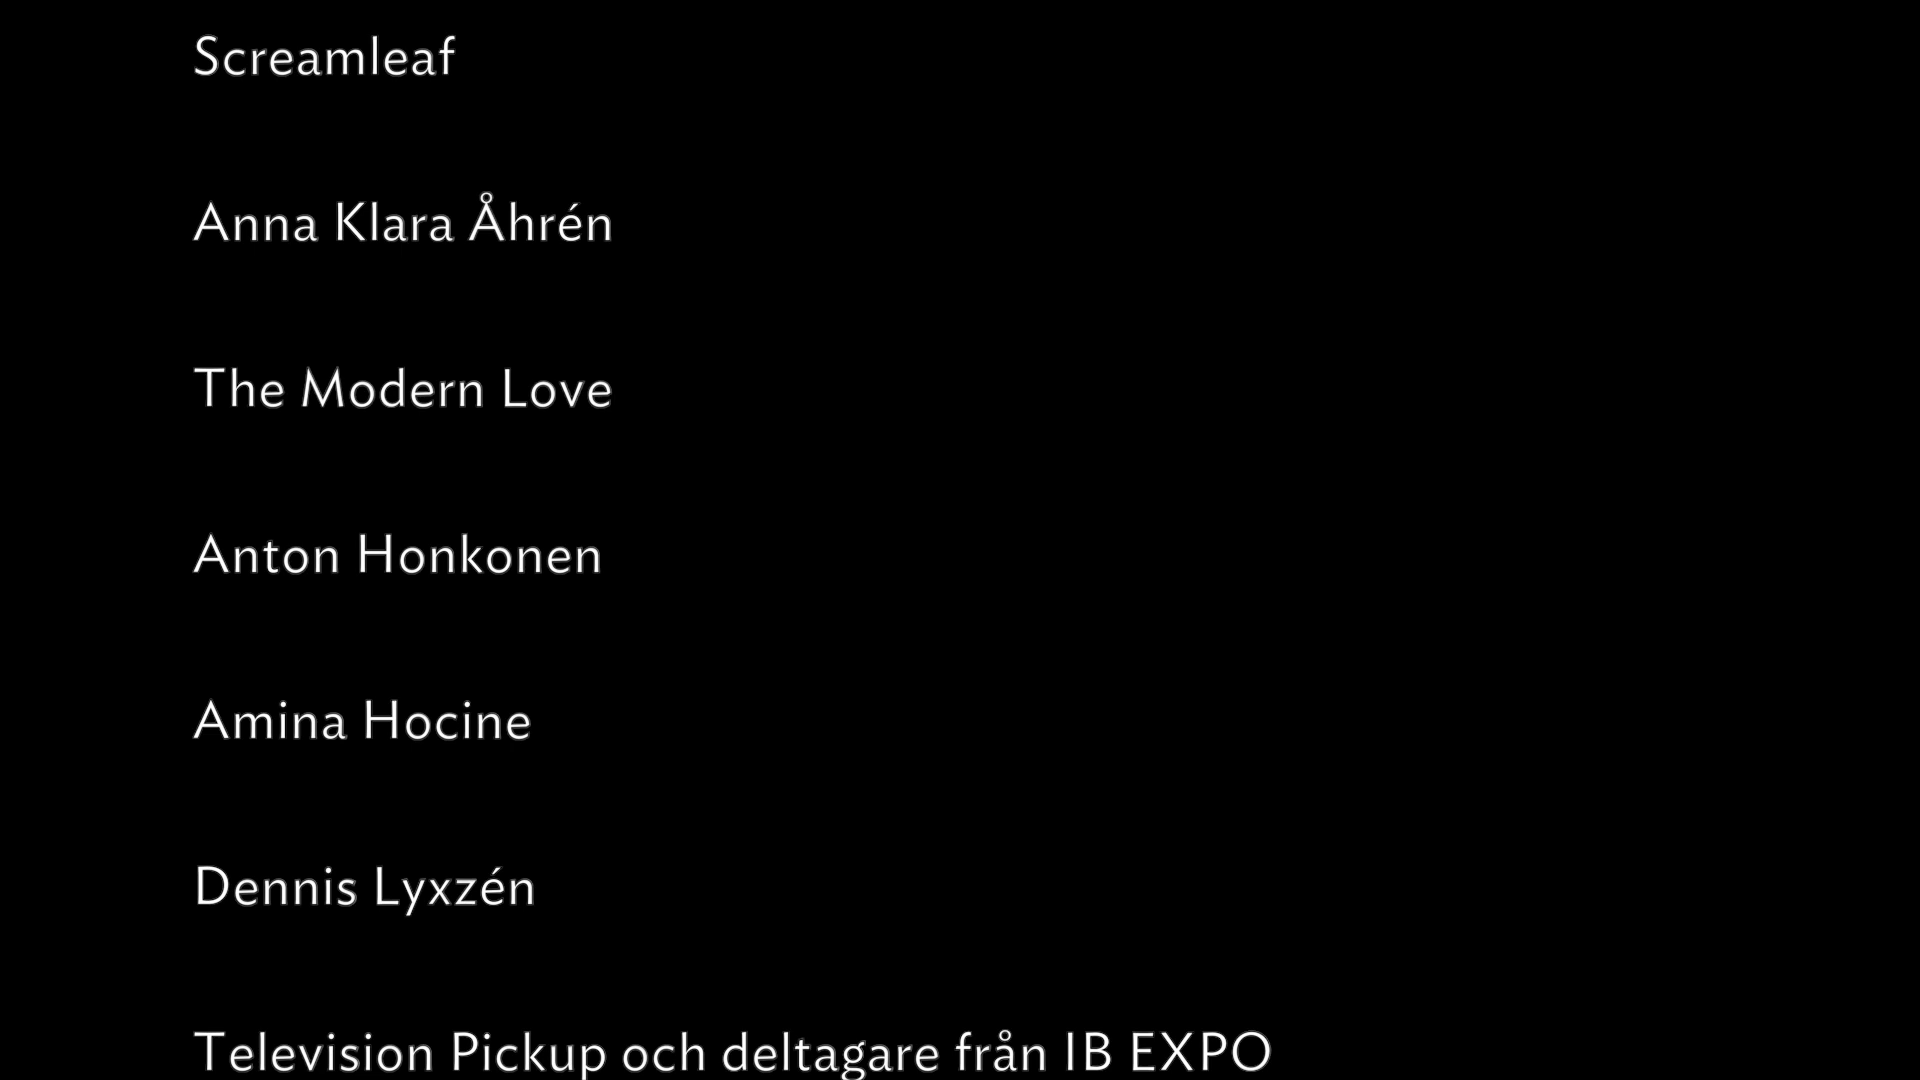 Screamleaf
Anna Klara Åhrén
The Modern Love
Anton Honkonen
Amina Hocine
Dennis Lyxzén
Television Pickup och deltagare från IB EXPO